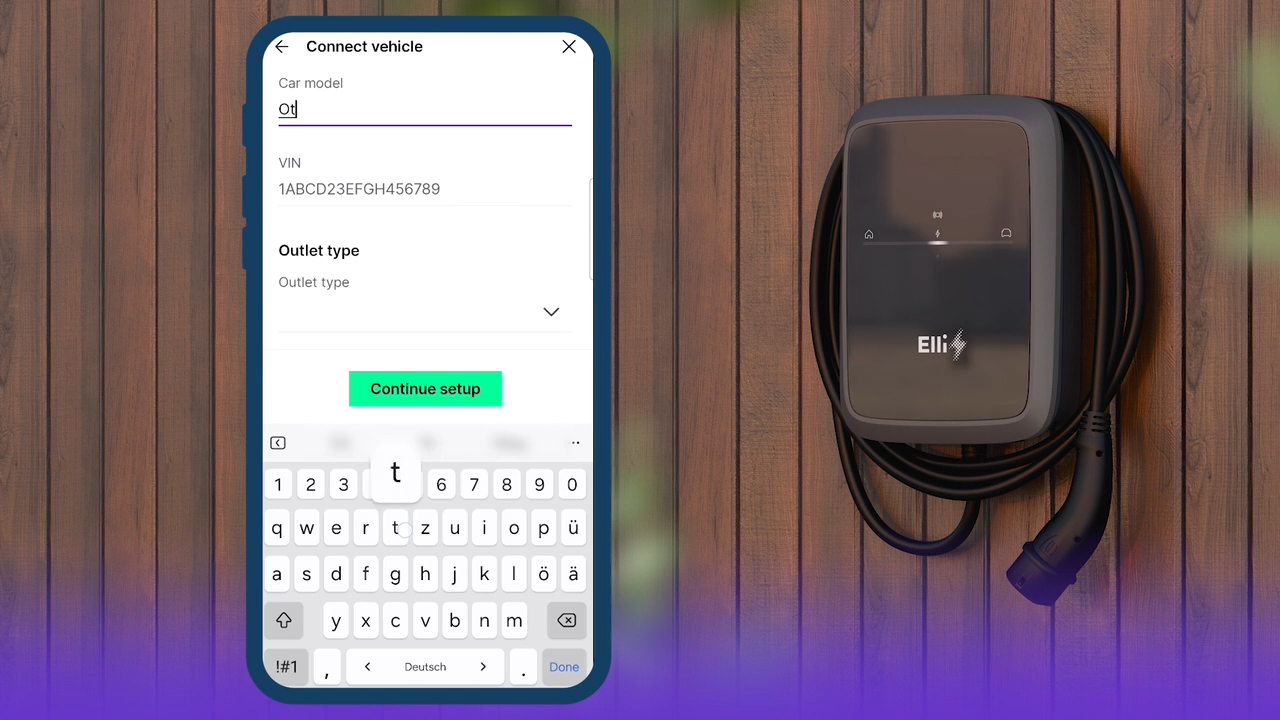 Connect vehicle
Car model
Ot
VIN
1ABCD23EFGH456789
Outlet type
Outlet type
Continue setup
t
1 2 3 6 7 8 9 0
q w e r t z u i o p ü
a s d f g h j k l ö ä
y x c v b n m
!#1 , Deutsch . Done
Elli